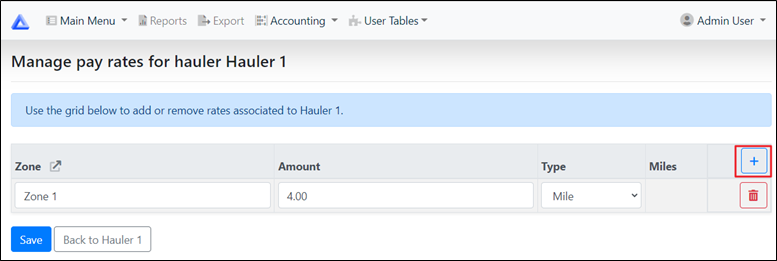 Main Menu Reports Export Accounting User Tables Admin User
Manage pay rates for hauler Hauler 1
Use the grid below to add or remove rates associated to Hauler 1.
Zone Amount Type Miles
Zone 1 4.00 Mile
Save Back to Hauler 1